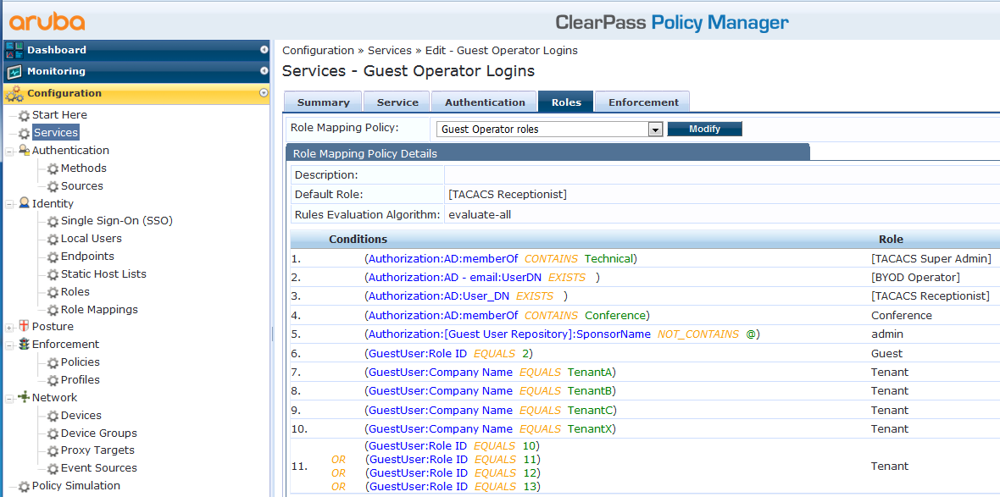 aruba
ClearPass Policy Manager
Dashboard
Monitoring
Configuration
Start Here
Services
Authentication
Methods
Sources
Identity
Single Sign-On (SSO)
Local Users
Endpoints
Static Host Lists
Roles
Role Mappings
Posture
Enforcement
Policies
Profiles
Network
Devices
Device Groups
Proxy Targets
Event Sources
Policy Simulation
Configuration » Services » Edit - Guest Operator Logins
Services - Guest Operator Logins
Summary Service Authentication Roles Enforcement
Role Mapping Policy: Guest Operator roles Modify
Role Mapping Policy Details
Description:
Default Role: [TACACS Receptionist]
Rules Evaluation Algorithm: evaluate-all
Conditions Role
1. (Authorization:AD:memberOf CONTAINS Technical) [TACACS Super Admin]
2. (Authorization:AD - email:UserDN EXISTS ) [BYOD Operator]
3. (Authorization:AD:User_DN EXISTS ) [TACACS Receptionist]
4. (Authorization:AD:memberOf CONTAINS Conference) Conference
5. (Authorization:[Guest User Repository]:SponsorName NOT_CONTAINS @) admin
6. (GuestUser:Role ID EQUALS 2) Guest
7. (GuestUser:Company Name EQUALS TenantA) Tenant
8. (GuestUser:Company Name EQUALS TenantB) Tenant
9. (GuestUser:Company Name EQUALS TenantC) Tenant
10. (GuestUser:Company Name EQUALS TenantX) Tenant
(GuestUser:Role ID EQUALS 10)
OR (GuestUser:Role ID EQUALS 11)
11. Tenant
OR (GuestUser:Role ID EQUALS 12)
OR (GuestUser:Role ID EQUALS 13)